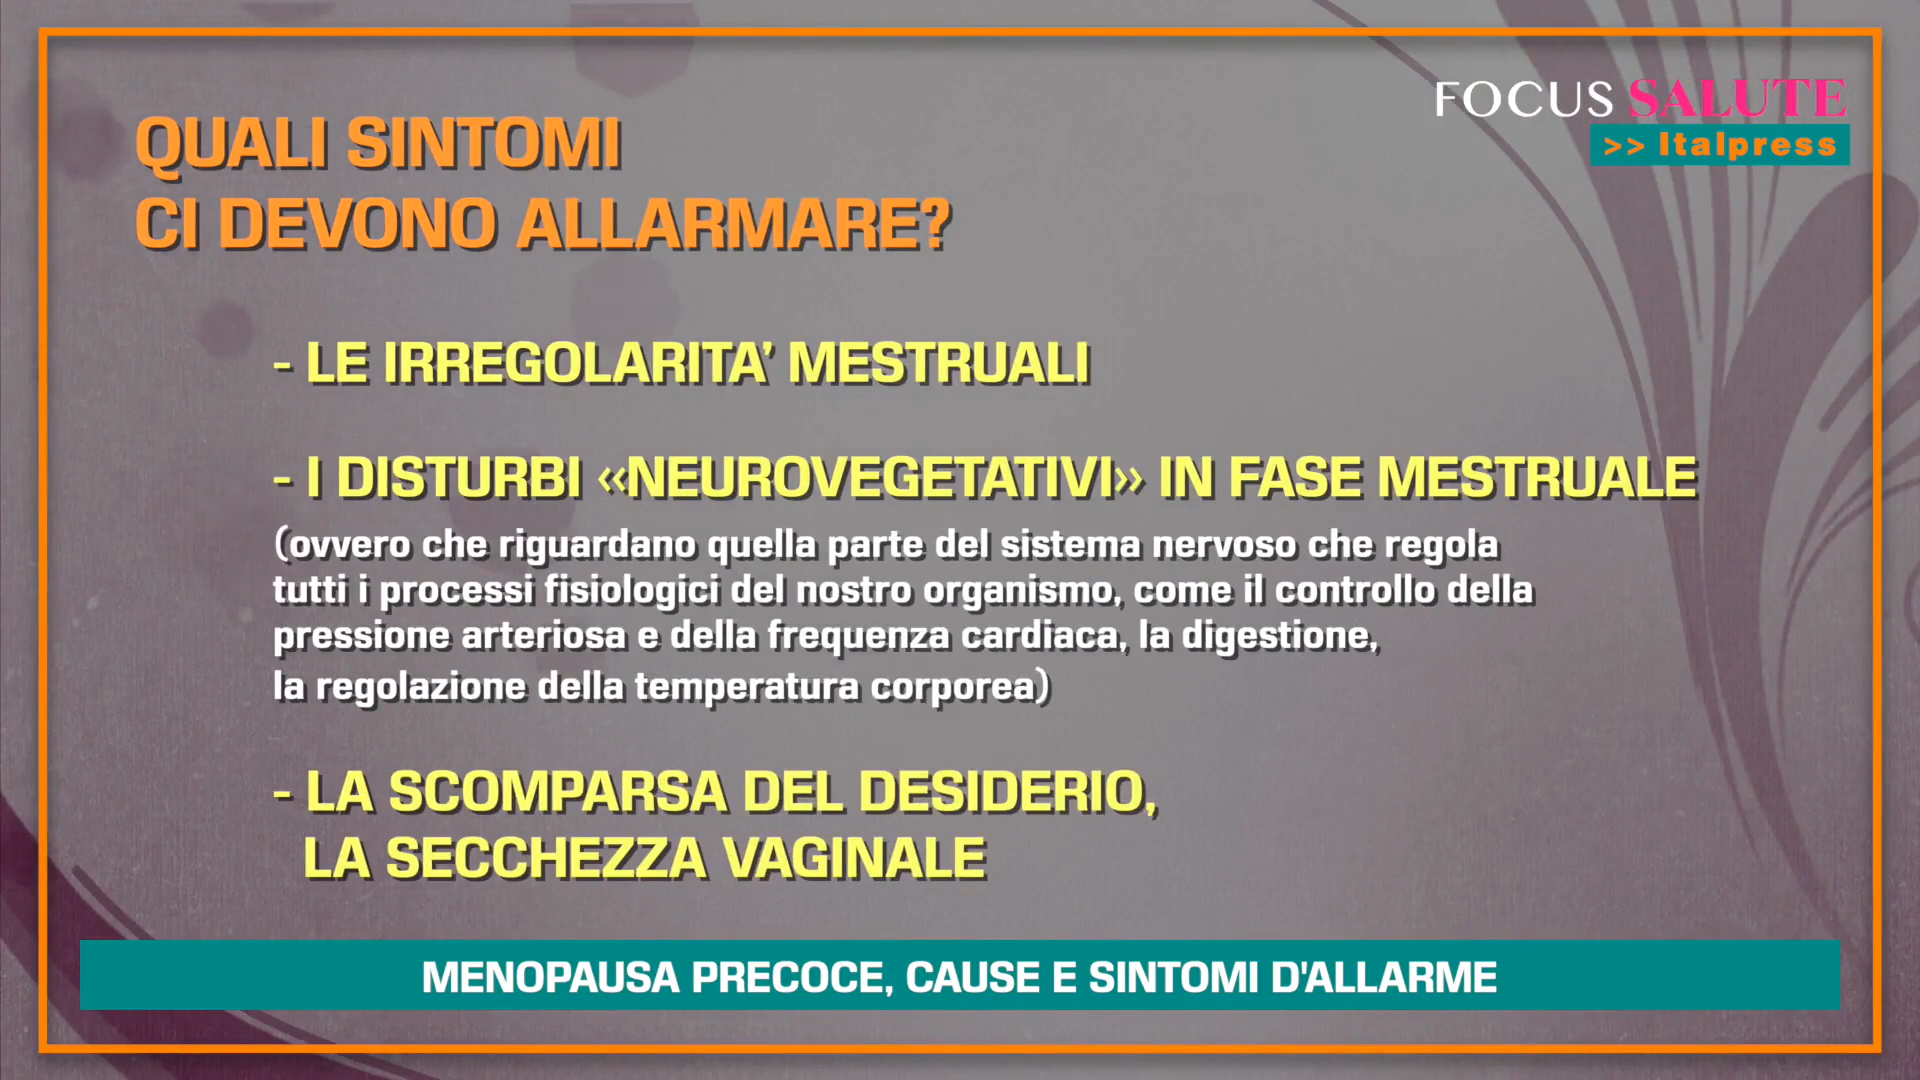 FOCUS SALUTE
>> Italpress
QUALI SINTOMI
CI DEVONO ALLARMARE?
- LE IRREGOLARITA' MESTRUALI
- I DISTURBI «NEUROVEGETATIVI» IN FASE MESTRUALE
(ovvero che riguardano quella parte del sistema nervoso che regola
tutti i processi fisiologici del nostro organismo, come il controllo della
pressione arteriosa e della frequenza cardiaca, la digestione,
la regolazione della temperatura corporea)
- LA SCOMPARSA DEL DESIDERIO,
LA SECCHEZZA VAGINALE
MENOPAUSA PRECOCE, CAUSE E SINTOMI D'ALLARME